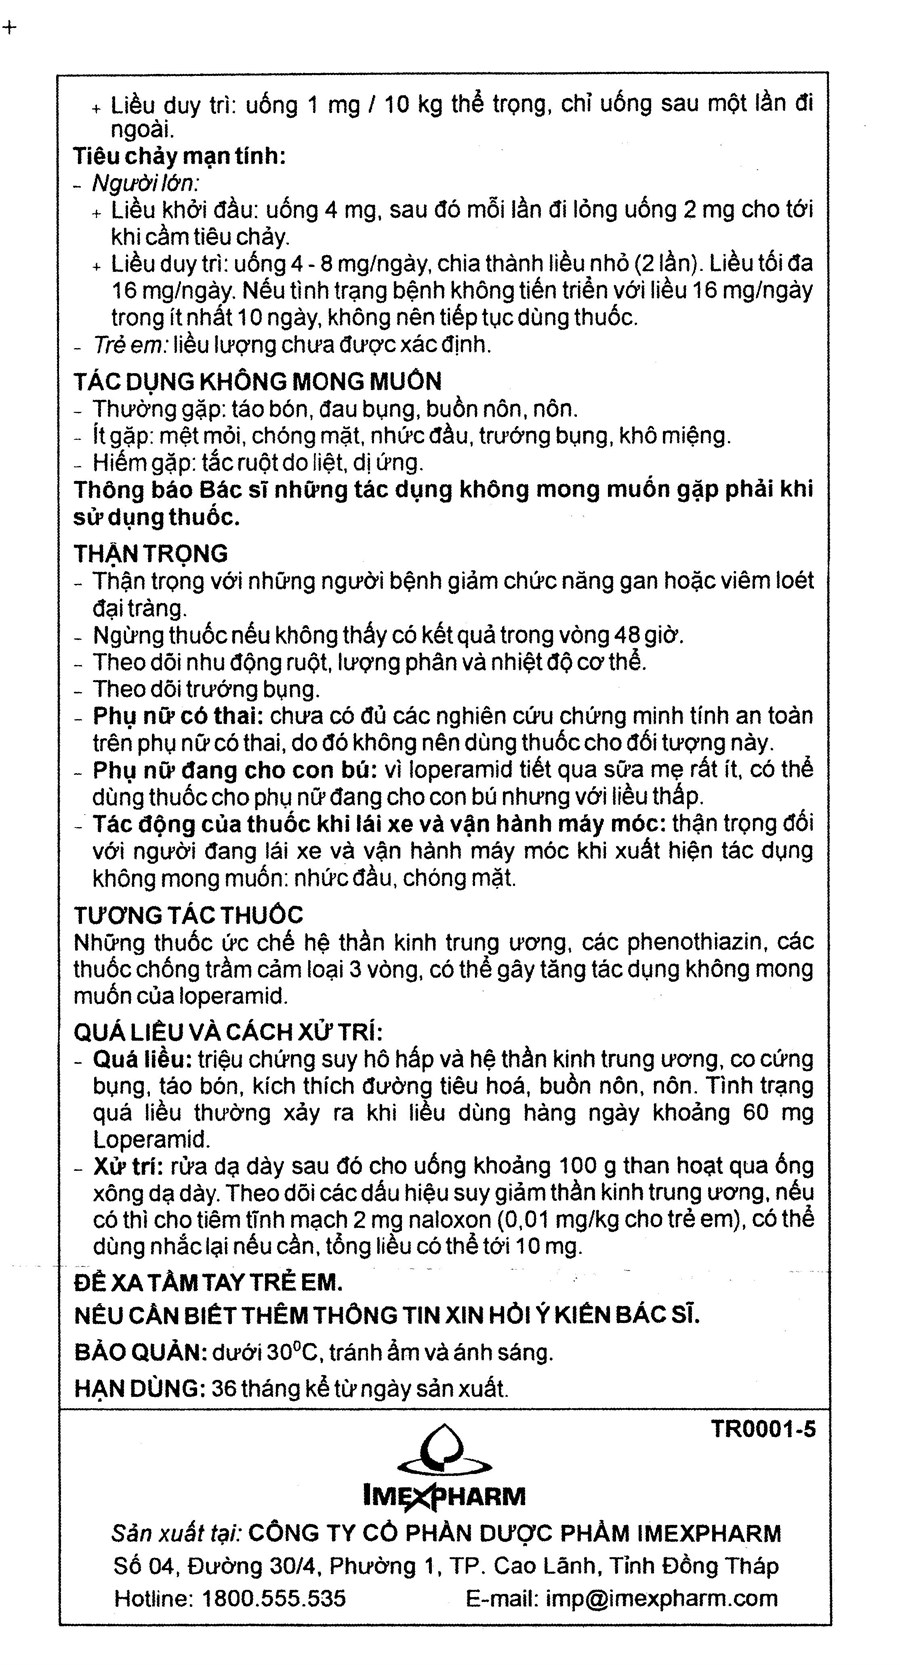 + Liều duy trì: uống 1 mg / 10 kg thể trọng, chỉ uống sau một lần đi
ngoài.
Tiêu chảy mạn tính:
- Người lớn:
+ Liều khởi đầu: uống 4 mg, sau đó mỗi lần đi lỏng uống 2 mg cho tới
khi cầm tiêu chảy.
+ Liều duy trì: uống 4 - 8 mg/ngày, chia thành liều nhỏ (2 lần). Liều tối đa
16 mg/ngày. Nếu tình trạng bệnh không tiến triển với liều 16 mg/ngày
trong ít nhất 10 ngày, không nên tiếp tục dùng thuốc.
- Trẻ em: liều lượng chưa được xác định.
TÁC DỤNG KHÔNG MONG MUỐN
- Thường gặp: táo bón, đau bụng, buồn nôn, nôn.
- Ít gặp: mệt mỏi, chóng mặt, nhức đầu, trướng bụng, khô miệng.
- Hiếm gặp: tắc ruột do liệt, dị ứng.
Thông báo Bác sĩ những tác dụng không mong muốn gặp phải khi
sử dụng thuốc.
THẬN TRỌNG
- Thận trọng với những người bệnh giảm chức năng gan hoặc viêm loét
đại tràng.
- Ngừng thuốc nếu không thấy có kết quả trong vòng 48 giờ.
- Theo dõi nhu động ruột, lượng phân và nhiệt độ cơ thể.
- Theo dõi trướng bụng.
- Phụ nữ có thai: chưa có đủ các nghiên cứu chứng minh tính an toàn
trên phụ nữ có thai, do đó không nên dùng thuốc cho đối tượng này.
- Phụ nữ đang cho con bú: vì loperamid tiết qua sữa mẹ rất ít, có thể
dùng thuốc cho phụ nữ đang cho con bú nhưng với liều thấp.
- Tác động của thuốc khi lái xe và vận hành máy móc: thận trọng đối
với người đang lái xe và vận hành máy móc khi xuất hiện tác dụng
không mong muốn: nhức đầu, chóng mặt.
TƯƠNG TÁC THUỐC
Những thuốc ức chế hệ thần kinh trung ương, các phenothiazin, các
thuốc chống trầm cảm loại 3 vòng, có thể gây tăng tác dụng không mong
muốn của loperamid.
QUÁ LIỀU VÀ CÁCH XỬ TRÍ:
- Quá liều: triệu chứng suy hô hấp và hệ thần kinh trung ương, co cứng
bụng, táo bón, kích thích đường tiêu hoá, buồn nôn, nôn. Tình trạng
quá liều thường xảy ra khi liều dùng hàng ngày khoảng 60 mg
Loperamid.
- Xử trí: rửa dạ dày sau đó cho uống khoảng 100 g than hoạt qua ống
xông dạ dày. Theo dõi các dấu hiệu suy giảm thần kinh trung ương, nếu
có thì cho tiêm tĩnh mạch 2 mg naloxon (0,01 mg/kg cho trẻ em), có thể
dùng nhắc lại nếu cần, tổng liều có thể tới 10 mg.
ĐỂ XA TẦM TAY TRẺ EM.
NẾU CẦN BIẾT THÊM THÔNG TIN XIN HỎI Ý KIẾN BÁC SĨ.
BẢO QUẢN: dưới 30⁰C, tránh ẩm và ánh sáng.
HẠN DÙNG: 36 tháng kể từ ngày sản xuất.
TR0001-5
IMEXPHARM
Sản xuất tại: CÔNG TY CỔ PHẦN DƯỢC PHẨM IMEXPHARM
Số 04, Đường 30/4, Phường 1, TP. Cao Lãnh, Tỉnh Đồng Tháp
Hotline: 1800.555.535 E-mail: imp@imexpharm.com